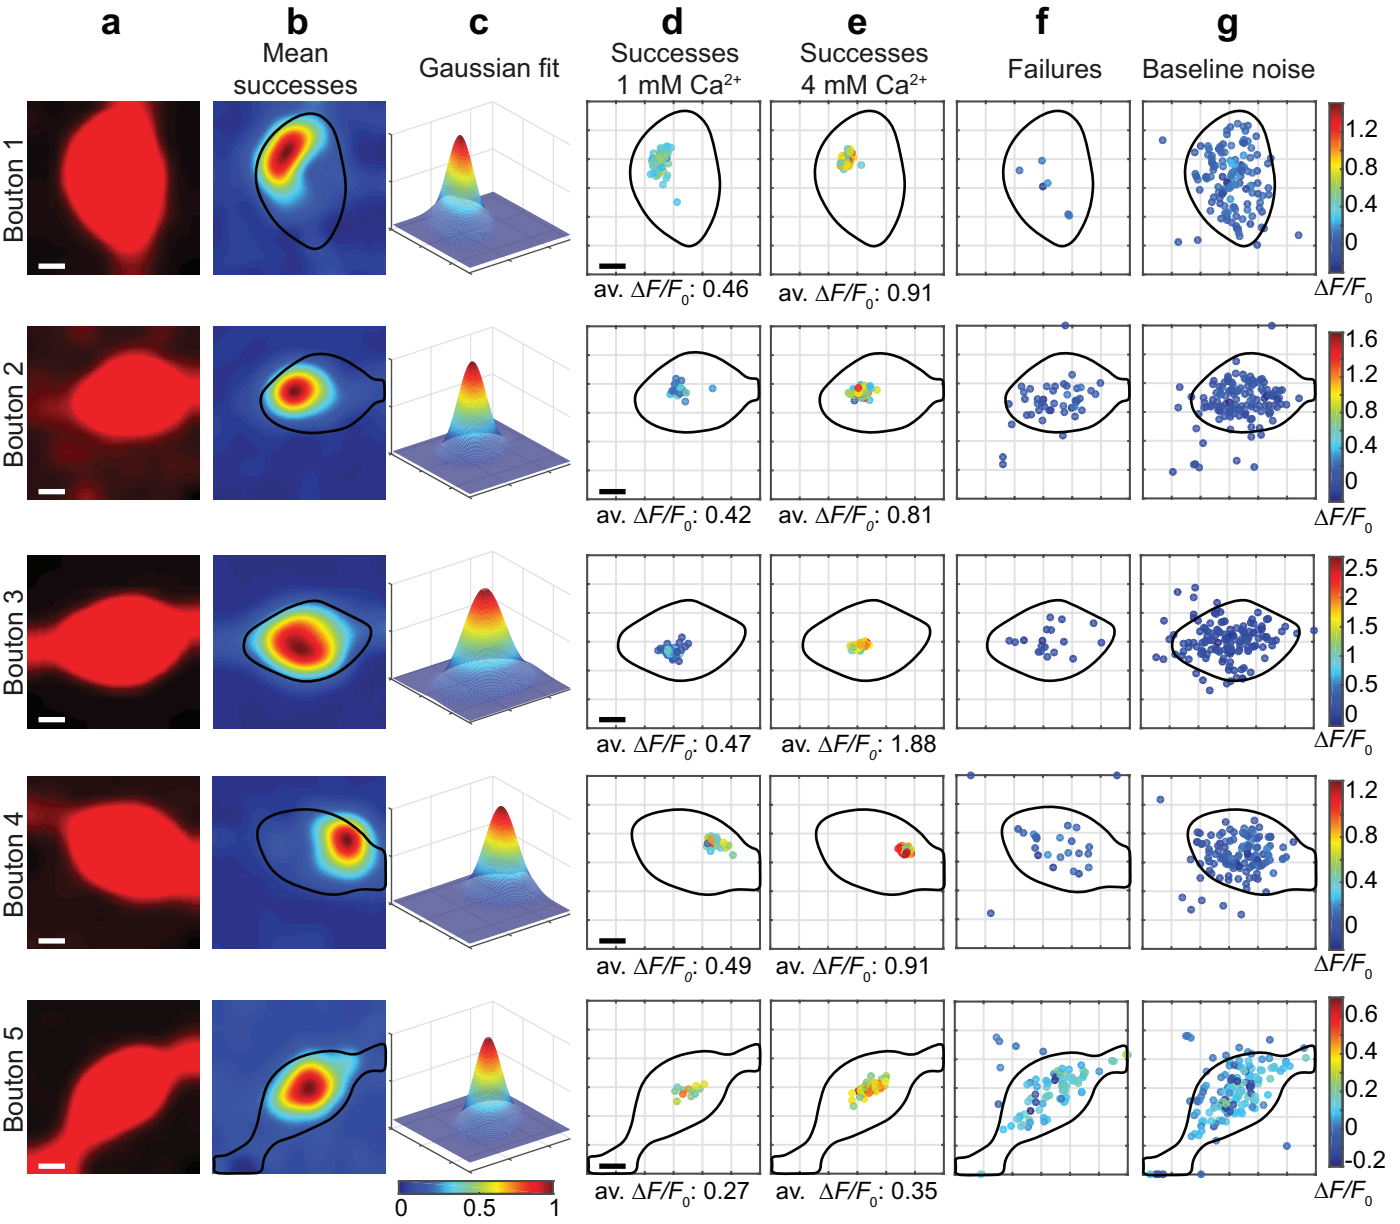 a b c d e f g
Mean successes
Gaussian fit
Successes 1 mM Ca²⁺
Successes 4 mM Ca²⁺
Failures
Baseline noise
Bouton 1
av. ΔF/F₀: 0.46
av. ΔF/F₀: 0.91
1.2
0.8
0.4
0
ΔF/F₀
Bouton 2
av. ΔF/F₀: 0.42
av. ΔF/F₀: 0.81
1.6
1.2
0.8
0.4
0
ΔF/F₀
Bouton 3
av. ΔF/F₀: 0.47
av. ΔF/F₀: 1.88
2.5
2
1.5
1
0.5
0
ΔF/F₀
Bouton 4
av. ΔF/F₀: 0.49
av. ΔF/F₀: 0.91
1.2
0.8
0.4
0
ΔF/F₀
Bouton 5
av. ΔF/F₀: 0.27
av. ΔF/F₀: 0.35
0.6
0.4
0.2
0
-0.2
ΔF/F₀
0 0.5 1